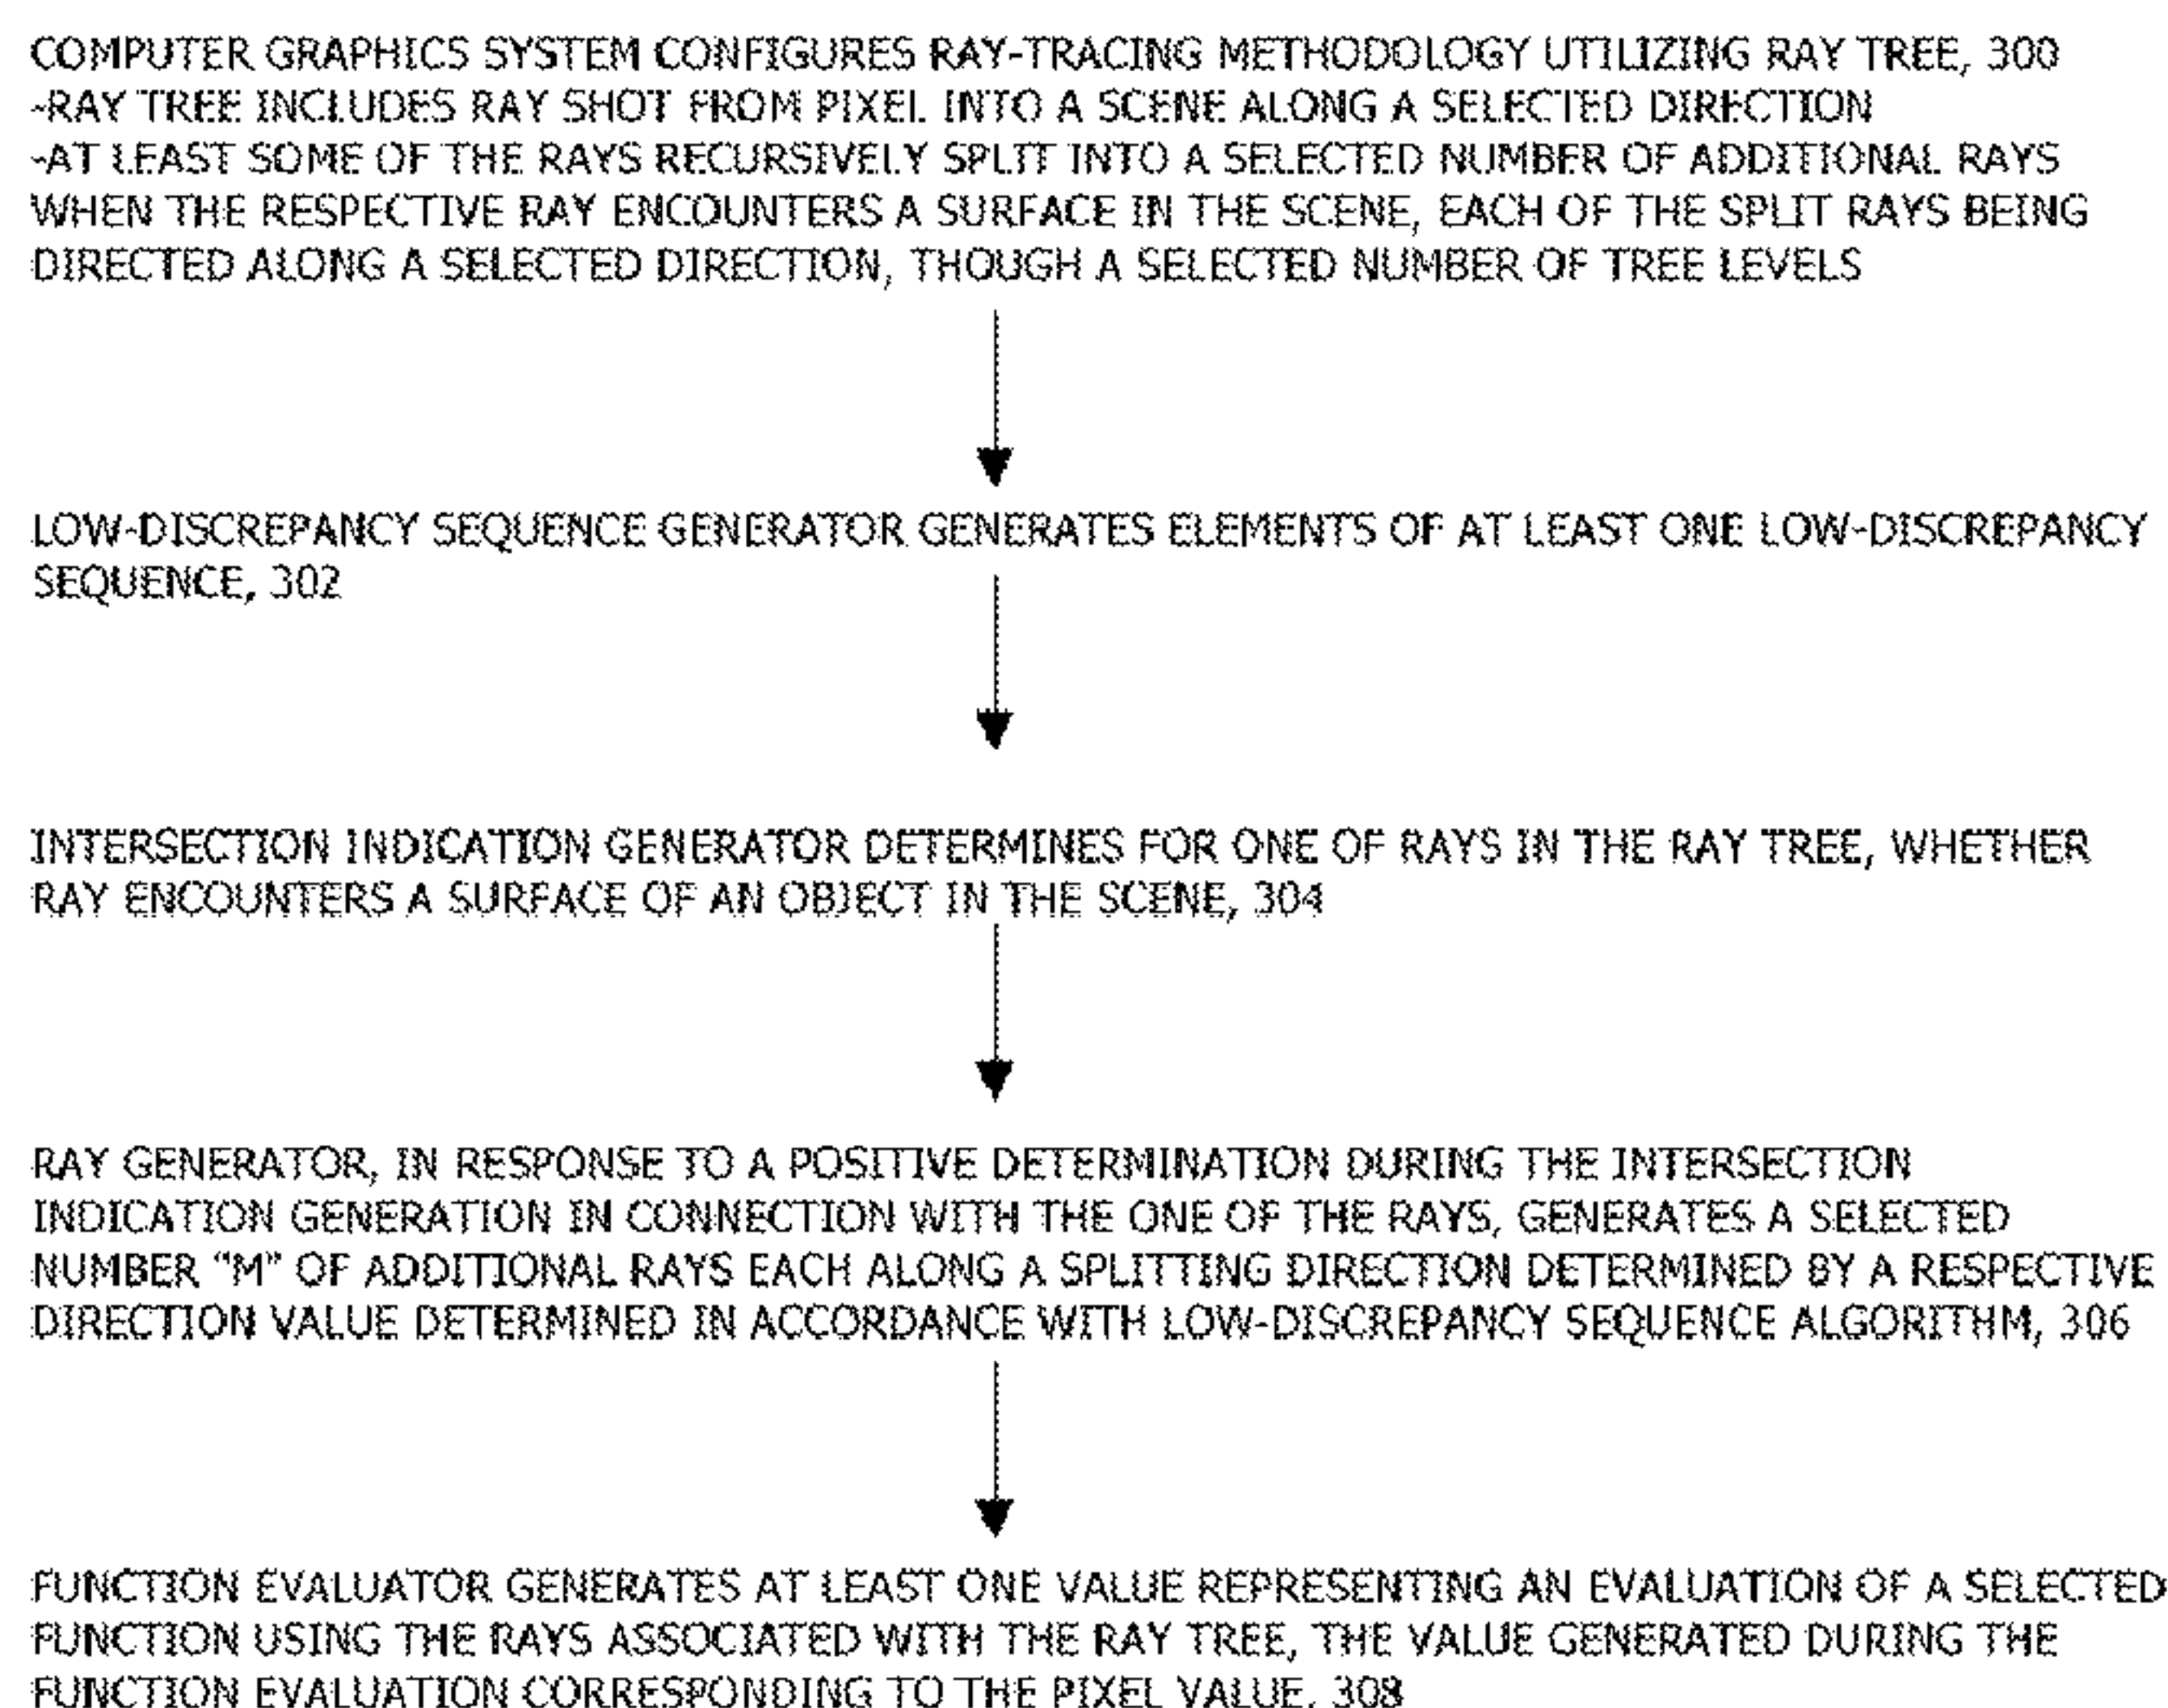 COMPUTER GRAPHICS SYSTEM CONFIGURES RAY-TRACING METHODOLOGY UTILIZING RAY TREE, 300
-RAY TREE INCLUDES RAY SHOT FROM PIXEL INTO A SCENE ALONG A SELECTED DIRECTION
-AT LEAST SOME OF THE RAYS RECURSIVELY SPLIT INTO A SELECTED NUMBER OF ADDITIONAL RAYS
WHEN THE RESPECTIVE RAY ENCOUNTERS A SURFACE IN THE SCENE, EACH OF THE SPLIT RAYS BEING
DIRECTED ALONG A SELECTED DIRECTION, THOUGH A SELECTED NUMBER OF TREE LEVELS
LOW-DISCREPANCY SEQUENCE GENERATOR GENERATES ELEMENTS OF AT LEAST ONE LOW-DISCREPANCY
SEQUENCE, 302
INTERSECTION INDICATION GENERATOR DETERMINES FOR ONE OF RAYS IN THE RAY TREE, WHETHER
RAY ENCOUNTERS A SURFACE OF AN OBJECT IN THE SCENE, 304
RAY GENERATOR, IN RESPONSE TO A POSITIVE DETERMINATION DURING THE INTERSECTION
INDICATION GENERATION IN CONNECTION WITH THE ONE OF THE RAYS, GENERATES A SELECTED
NUMBER "M" OF ADDITIONAL RAYS EACH ALONG A SPLITTING DIRECTION DETERMINED BY A RESPECTIVE
DIRECTION VALUE DETERMINED IN ACCORDANCE WITH LOW-DISCREPANCY SEQUENCE ALGORITHM, 306
FUNCTION EVALUATOR GENERATES AT LEAST ONE VALUE REPRESENTING AN EVALUATION OF A SELECTED
FUNCTION USING THE RAYS ASSOCIATED WITH THE RAY TREE, THE VALUE GENERATED DURING THE
FUNCTION EVALUATION CORRESPONDING TO THE PIXEL VALUE, 308